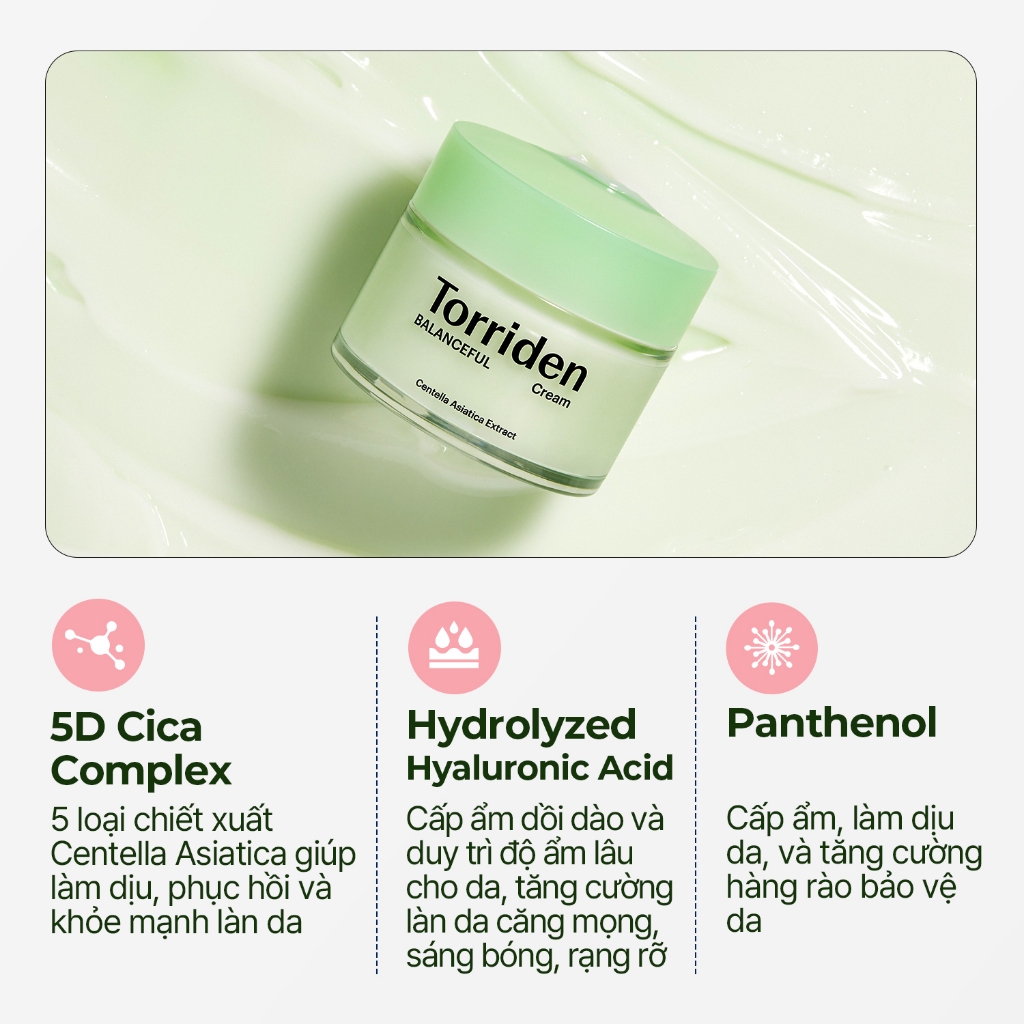 Torriden
BALANCEFUL
Cream
Centella Asiatica Extract
5D Cica
Complex
5 loại chiết xuất
Centella Asiatica giúp
làm dịu, phục hồi và
khỏe mạnh làn da
Hydrolyzed
Hyaluronic Acid
Cấp ẩm dồi dào và
duy trì độ ẩm lâu
cho da, tăng cường
làn da căng mọng,
sáng bóng, rạng rỡ
Panthenol
Cấp ẩm, làm dịu
da, và tăng cường
hàng rào bảo vệ
da